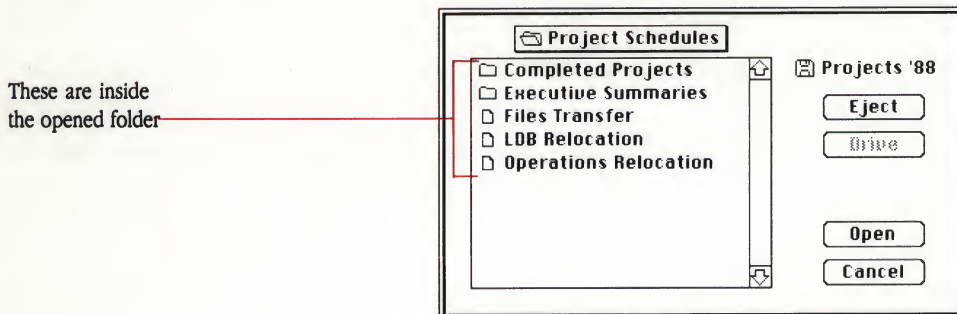 These are inside
the opened folder
Project Schedules
Completed Projects
Executive Summaries
Files Transfer
LDB Relocation
Operations Relocation
Projects '88
Eject
Drive
Open
Cancel